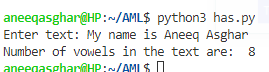 aneeqasghar@HP:~/AML$ python3 has.py
Enter text: My name is Aneeq Asghar
Number of vowels in the text are:  8
aneeqasghar@HP:~/AML$